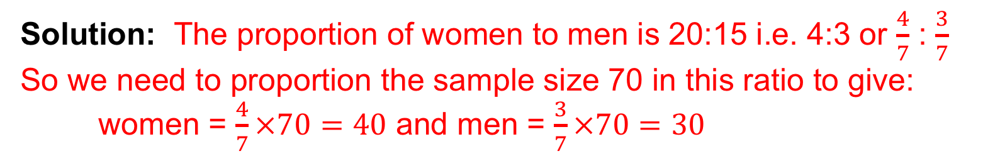 Solution: The proportion of women to men is 20:15 i.e. 4:3 or 4/7 : 3/7
So we need to proportion the sample size 70 in this ratio to give:
women = 4/7 ×70 = 40 and men = 3/7 ×70 = 30